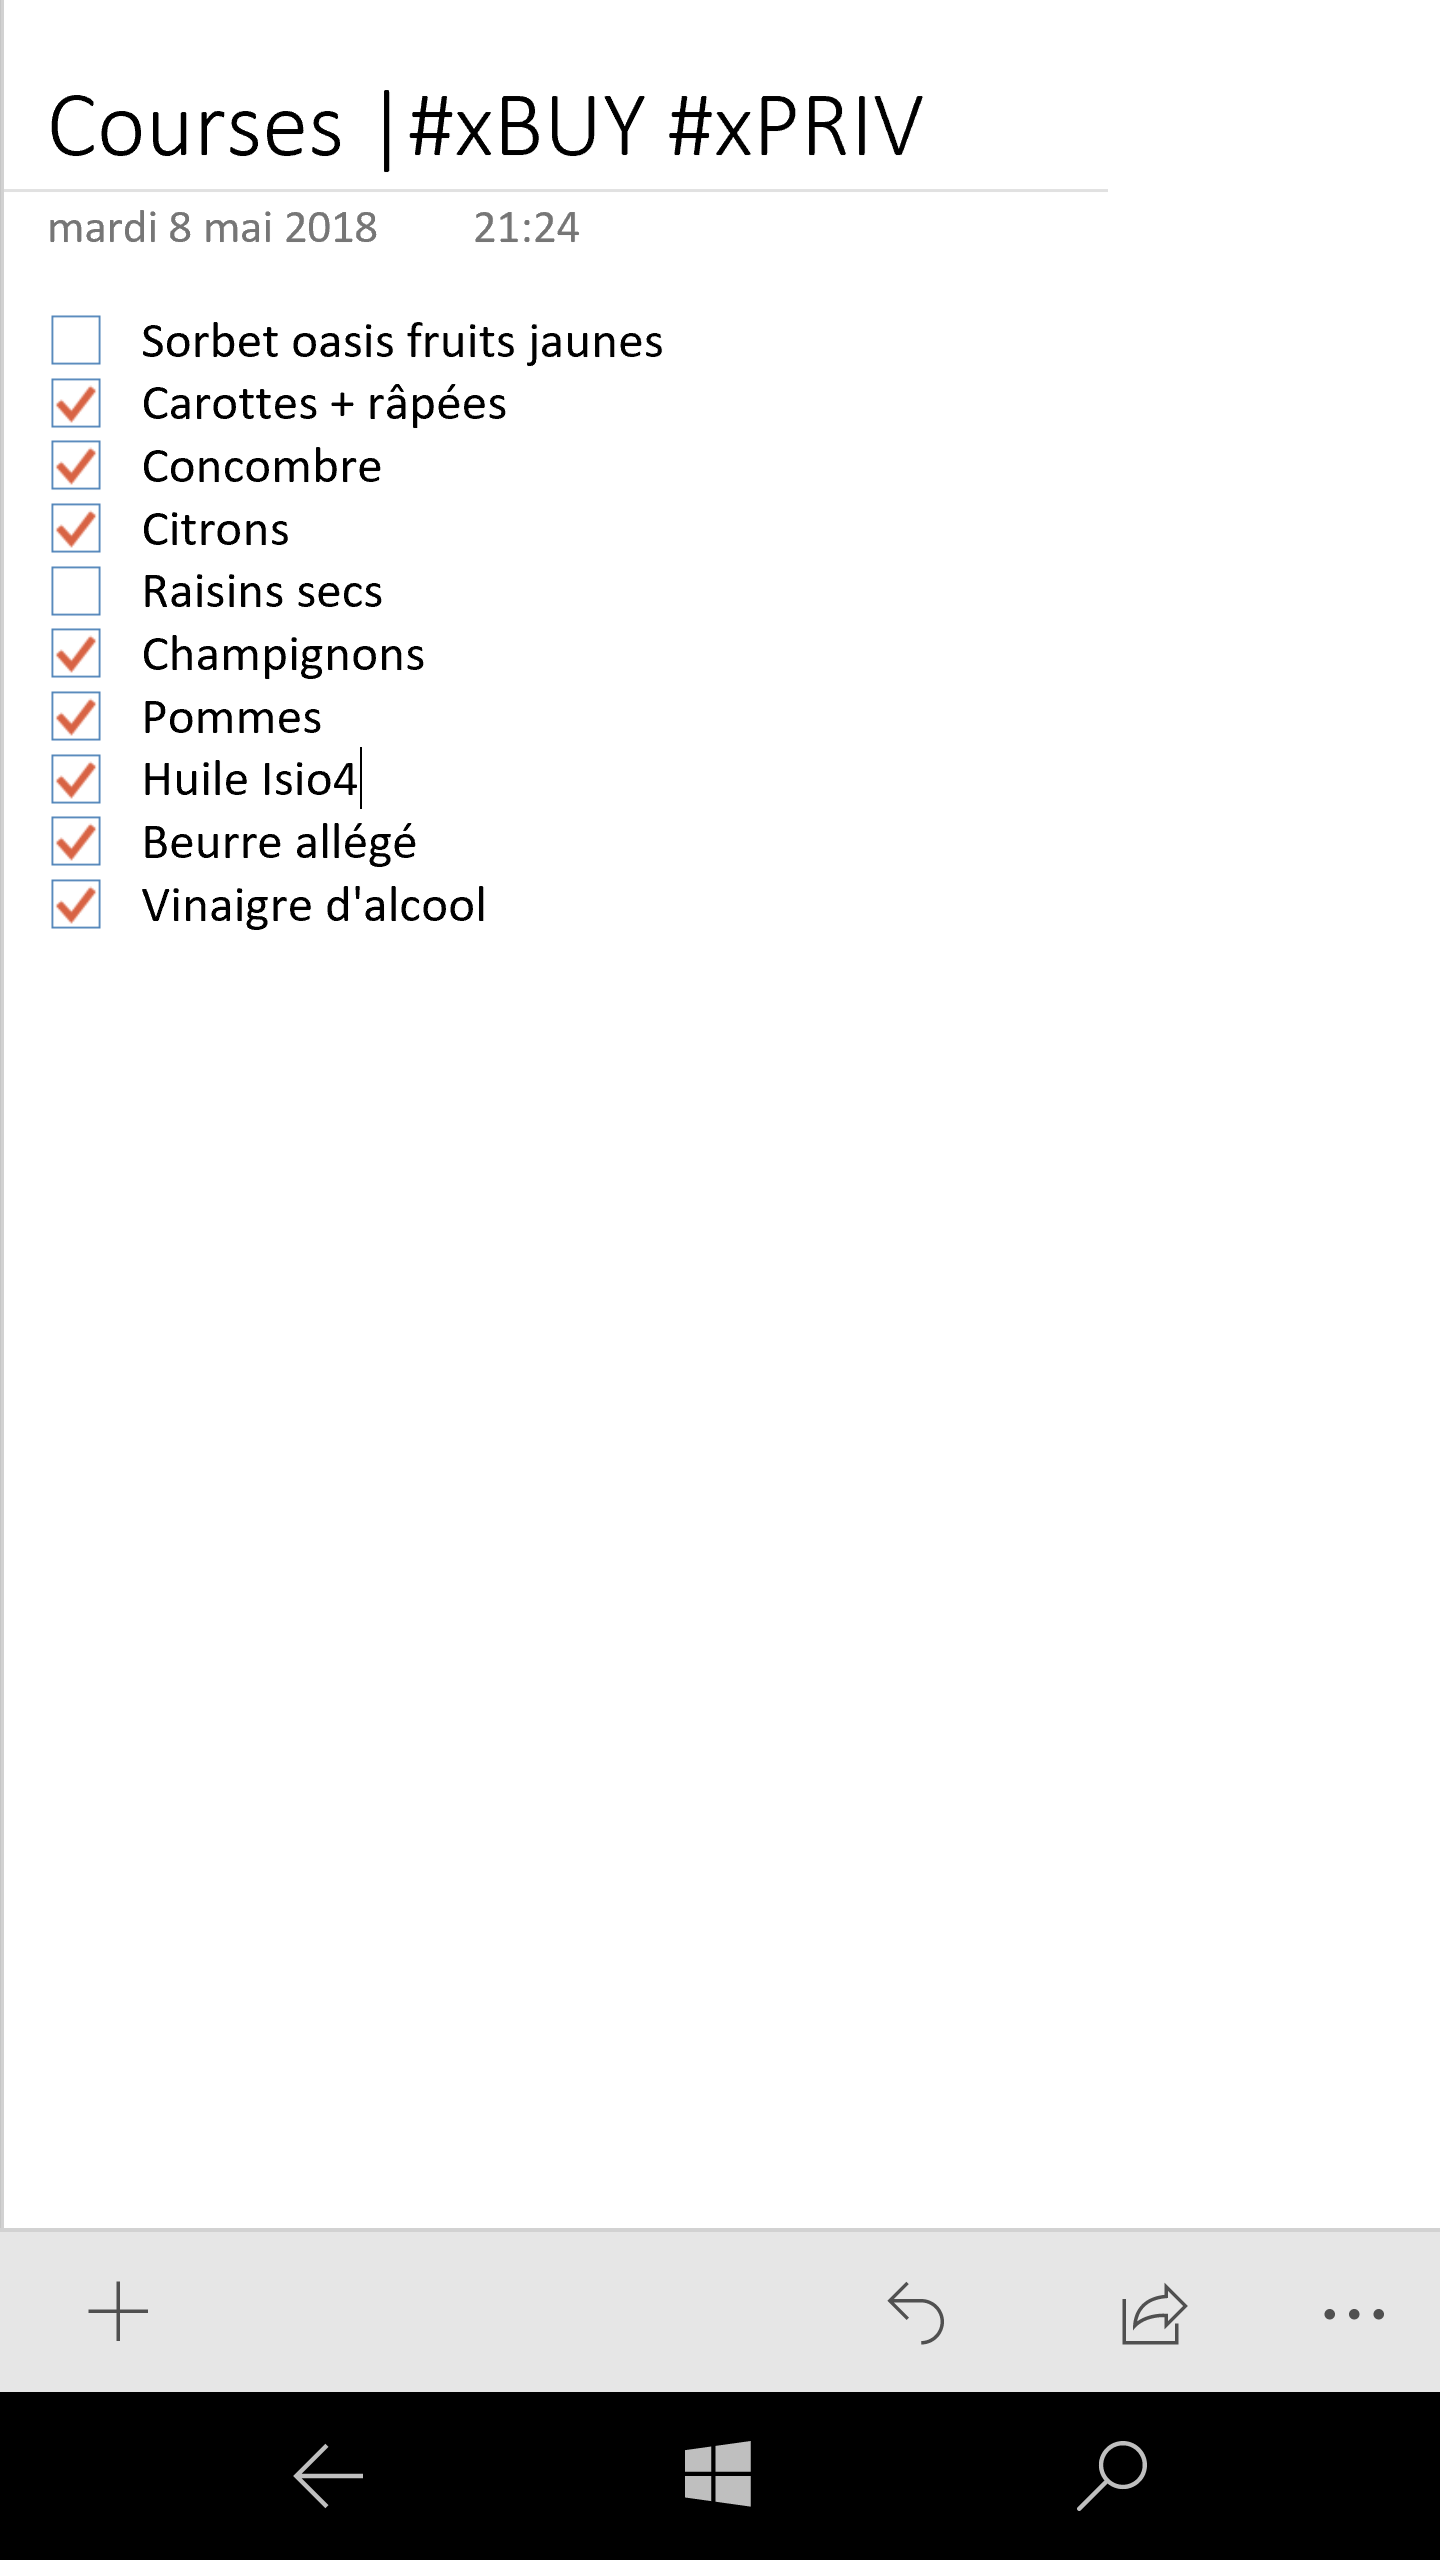 Courses |#xBUY #xPRIV
mardi 8 mai 2018 21:24
Sorbet oasis fruits jaunes
Carottes + râpées
Concombre
Citrons
Raisins secs
Champignons
Pommes
Huile Isio4
Beurre allégé
Vinaigre d'alcool